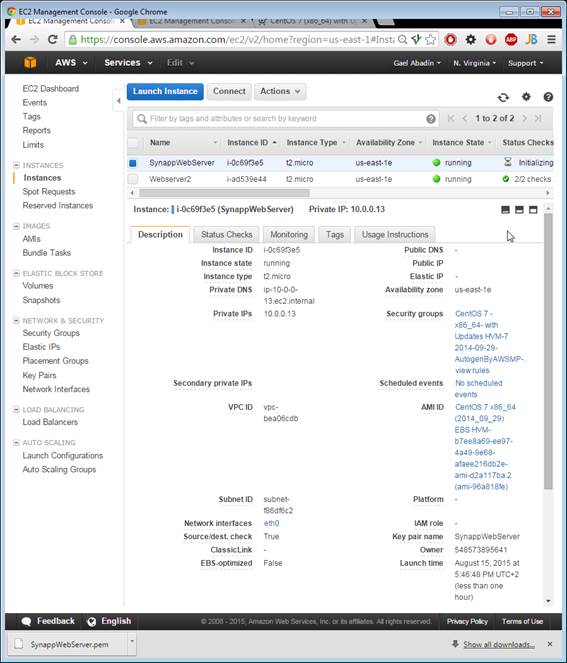 EC2 Management Console - Google Chrome
EC2 Management Con
EC2 Management Console
CentOS 7 (x86_64) with U
https://console.aws.amazon.com/ec2/v2/home?region=us-east-1#Insta
AWS Services Edit Gael Abadin N. Virginia Support
EC2 Dashboard
Events
Tags
Reports
Limits
INSTANCES
Instances
Spot Requests
Reserved Instances
IMAGES
AMIs
Bundle Tasks
ELASTIC BLOCK STORE
Volumes
Snapshots
NETWORK & SECURITY
Security Groups
Elastic IPs
Placement Groups
Key Pairs
Network Interfaces
LOAD BALANCING
Load Balancers
AUTO SCALING
Launch Configurations
Auto Scaling Groups
Launch Instance Connect Actions
Filter by tags and attributes or search by keyword
1 to 2 of 2
Name Instance ID Instance Type Availability Zone Instance State Status Checks
SynappWebServer i-0c69f3e5 t2.micro us-east-1e running Initializing
Webserver2 i-ad539e44 t2.micro us-east-1e running 2/2 checks
Instance: i-0c69f3e5 (SynappWebServer) Private IP: 10.0.0.13
Description Status Checks Monitoring Tags Usage Instructions
Instance ID i-0c69f3e5 Public DNS -
Instance state running Public IP -
Instance type t2.micro Elastic IP -
Private DNS ip-10-0-0-
13.ec2.internal
Availability zone us-east-1e
Private IPs 10.0.0.13
Security groups CentOS 7 -
x86_64- with
Updates HVM-7
2014-09-29-
AutogenByAWSMP-.
view rules
Secondary private IPs
Scheduled events No scheduled
events
VPC ID vpc-
bea06cdb
AMI ID CentOS 7 x86_64
(2014_09_29)
EBS HVM-
b7ee8a69-ee97-
4a49-9e68-
afaee216db2e-
ami-d2a117ba.2
(ami-96a818fe)
Subnet ID subnet-
f86df6c2
Platform -
Network interfaces eth0 IAM role -
Source/dest. check True Key pair name SynappWebServer
ClassicLink - Owner 548573895641
EBS-optimized False Launch time August 15, 2015 at
5:46:48 PM UTC+2
(less than one
hour)
Feedback English © 2008 - 2015, Amazon Web Services, Inc. or its affiliates. All rights reserved. Privacy Policy Terms of Use
SynappWebServer.pem Show all downloads...